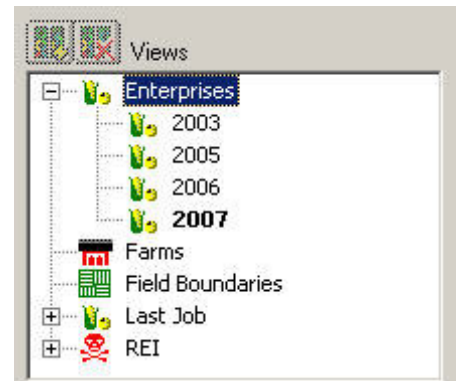 Views
Enterprises
2003
2005
2006
2007
Farms
Field Boundaries
Last Job
REI